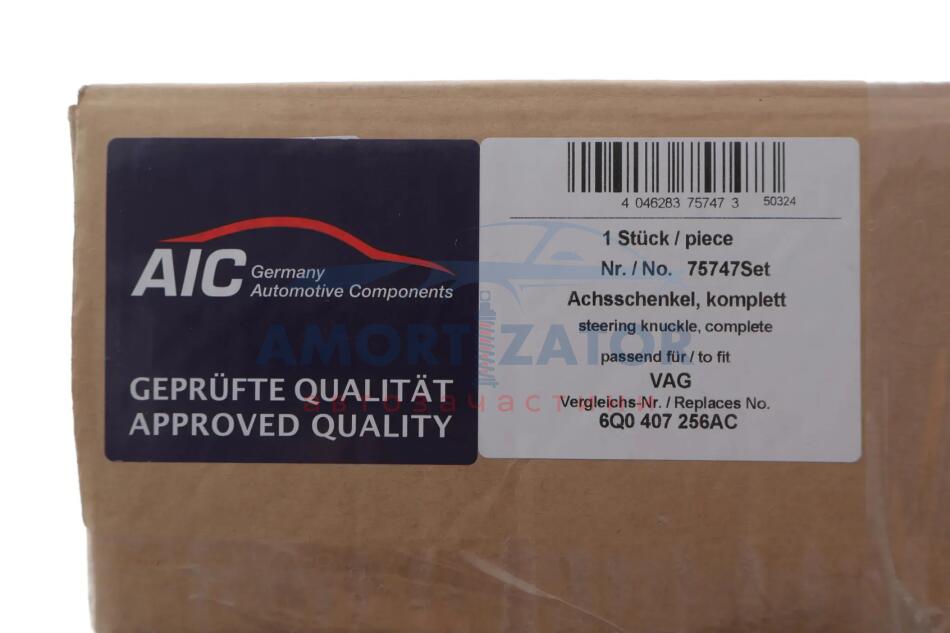 AIC Germany
Automotive Components
GEPRÜFTE QUALITÄT
APPROVED QUALITY
4 046283 75747 3 50324
1 Stück / piece
Nr. / No. 75747Set
Achsschenkel, komplett
steering knuckle, complete
passend für / to fit
VAG
Vergleichs-Nr. / Replaces No.
6Q0 407 256AC
AMORTIZATOR
автозачастини